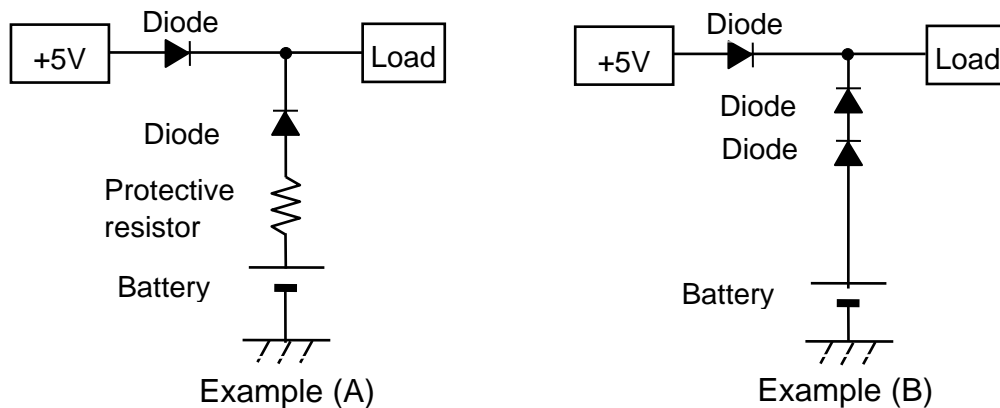 Diode
+5V
Load
Diode
Protective
resistor
Battery
Example (A)
Diode
+5V
Load
Diode
Diode
Battery
Example (B)